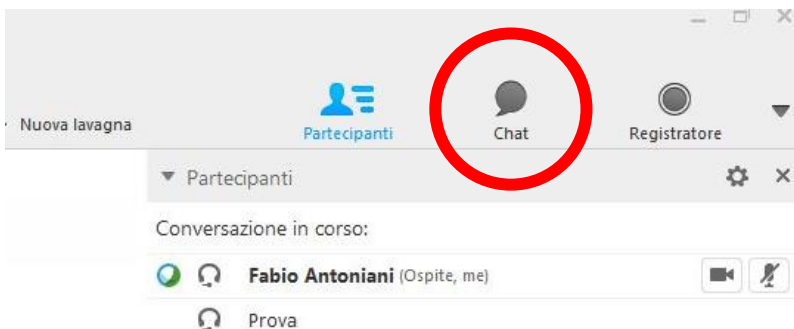 Nuova lavagna
Partecipanti
Chat
Registratore
Partecipanti
Conversazione in corso:
Fabio Antoniani (Ospite, me)
Prova